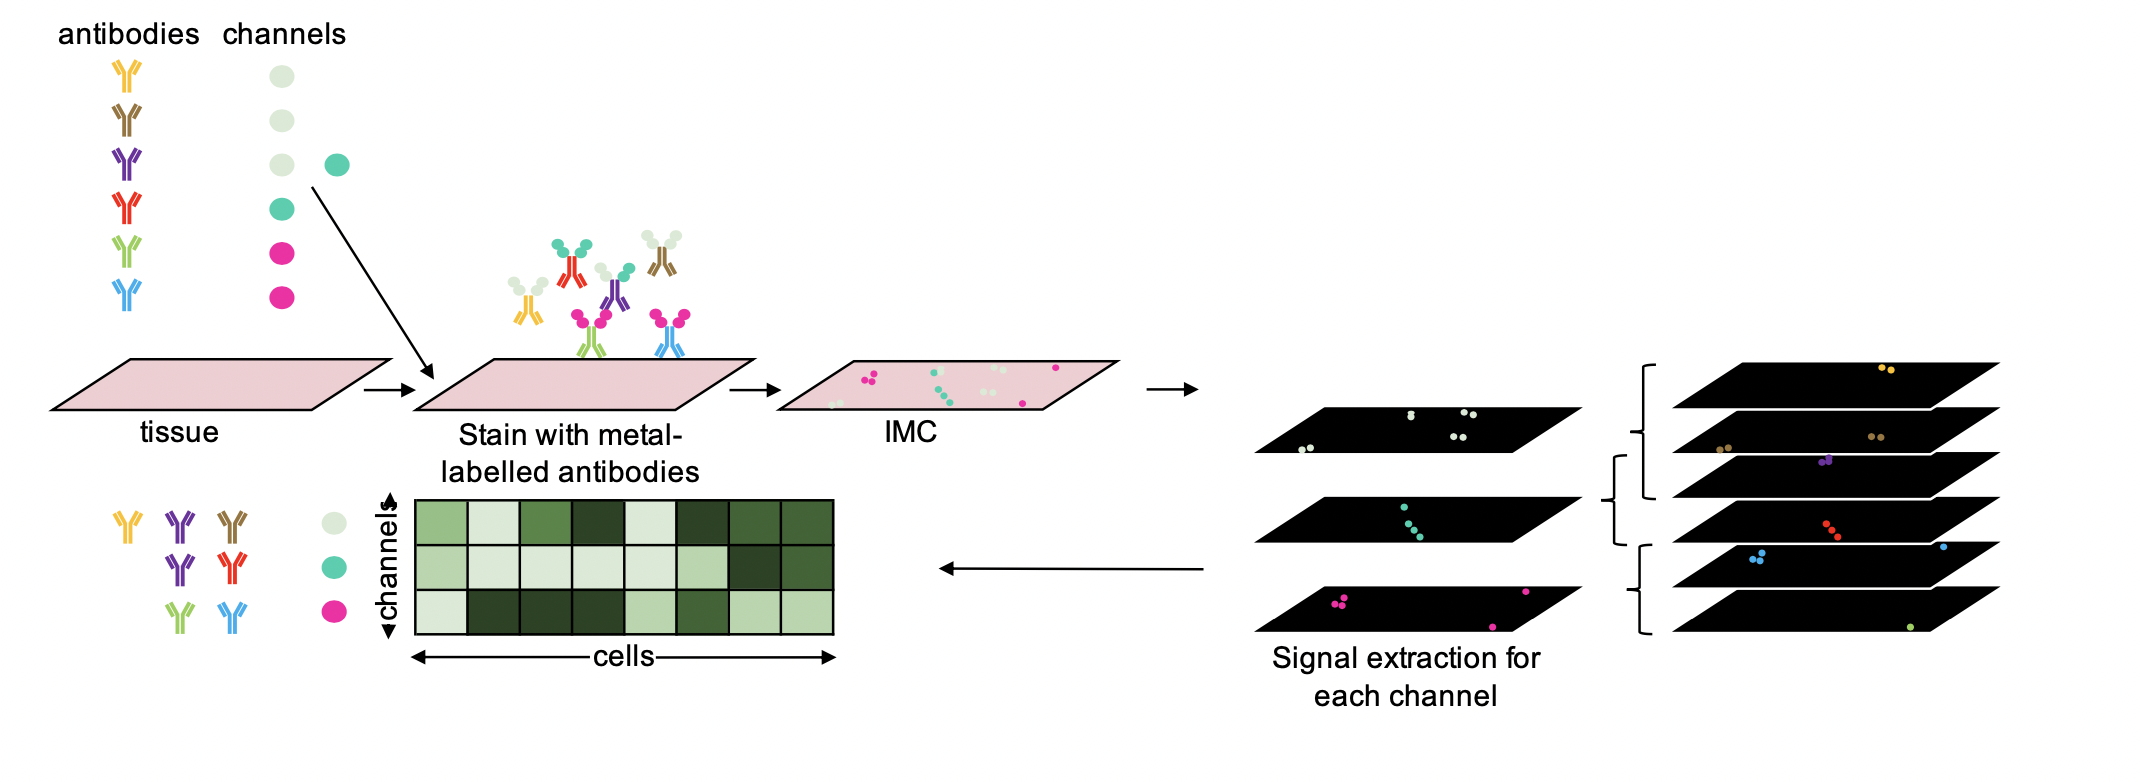 antibodies channels
tissue
Stain with metal-
labelled antibodies
IMC
channels
cells
Signal extraction for
each channel